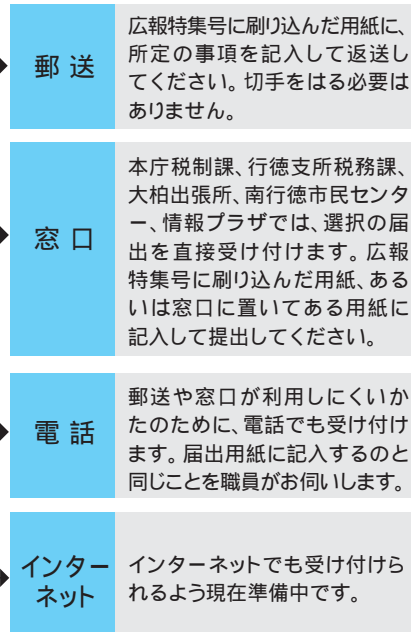 郵送
広報特集号に刷り込んだ用紙に、
所定の事項を記入して返送し
てください。切手をはる必要は
ありません。
窓口
本庁税制課、行徳支所税務課、
大柏出張所、南行徳市民センタ
ー、情報プラザでは、選択の届
出を直接受け付けます。広報
特集号に刷り込んだ用紙、ある
いは窓口に置いてある用紙に
記入して提出してください。
電話
郵送や窓口が利用しにくいか
たのために、電話でも受け付け
ます。届出用紙に記入するのと
同じことを職員がお伺いします。
インター
ネット
インターネットでも受け付けら
れるよう現在準備中です。